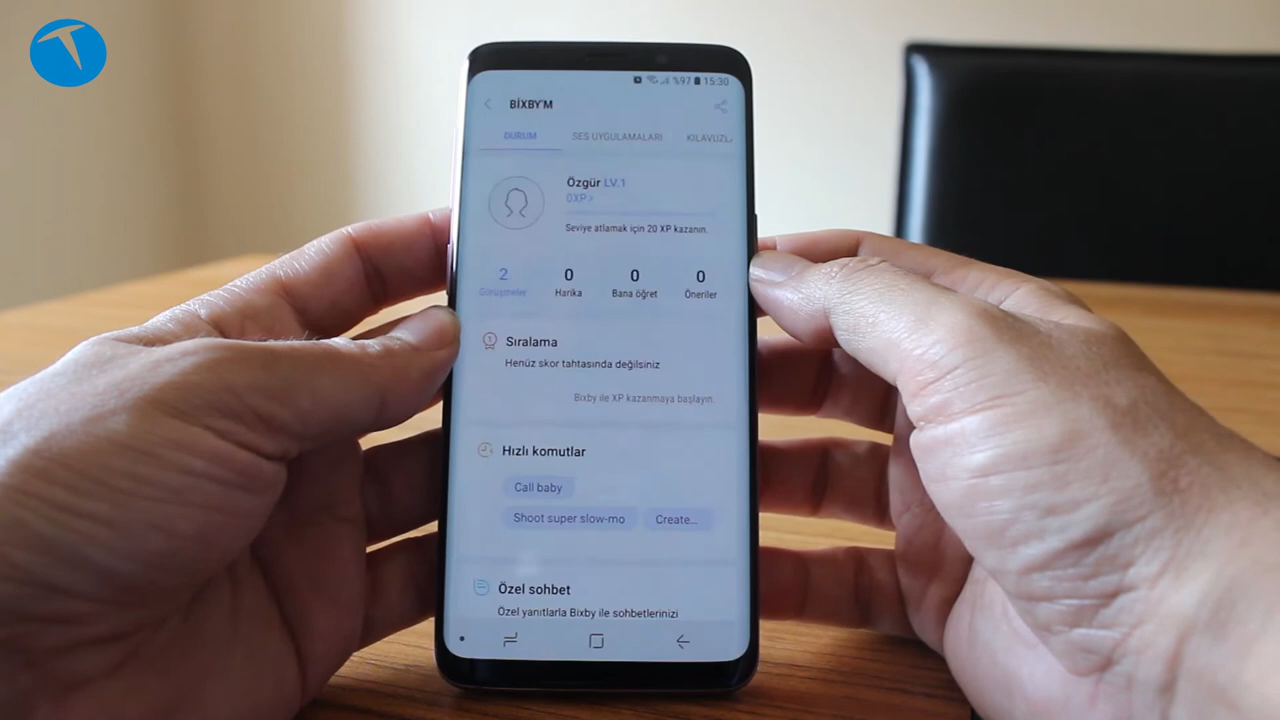 %97 15:30
BİXBY'M
DURUM SES UYGULAMALARI KILAVUZL
Özgür LV.1
0XP>
Seviye atlamak için 20 XP kazanın.
2 0 0 0
Görüşmeler Harika Bana öğret Öneriler
Sıralama
Henüz skor tahtasında değilsiniz
Bixby ile XP kazanmaya başlayın.
Hızlı komutlar
Call baby
Shoot super slow-mo Create...
Özel sohbet
Özel yanıtlarla Bixby ile sohbetlerinizi